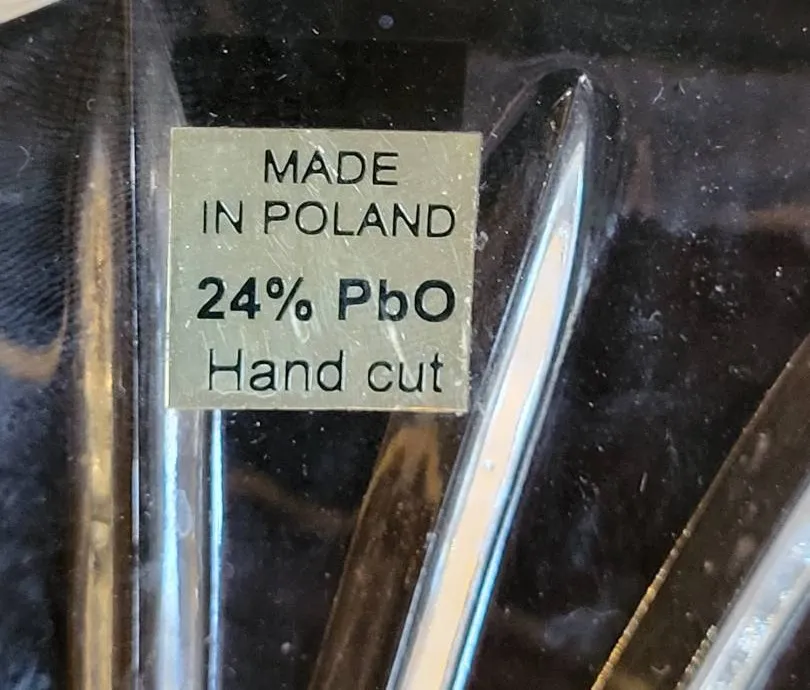 MADE
IN POLAND
24% PbO
Hand cut